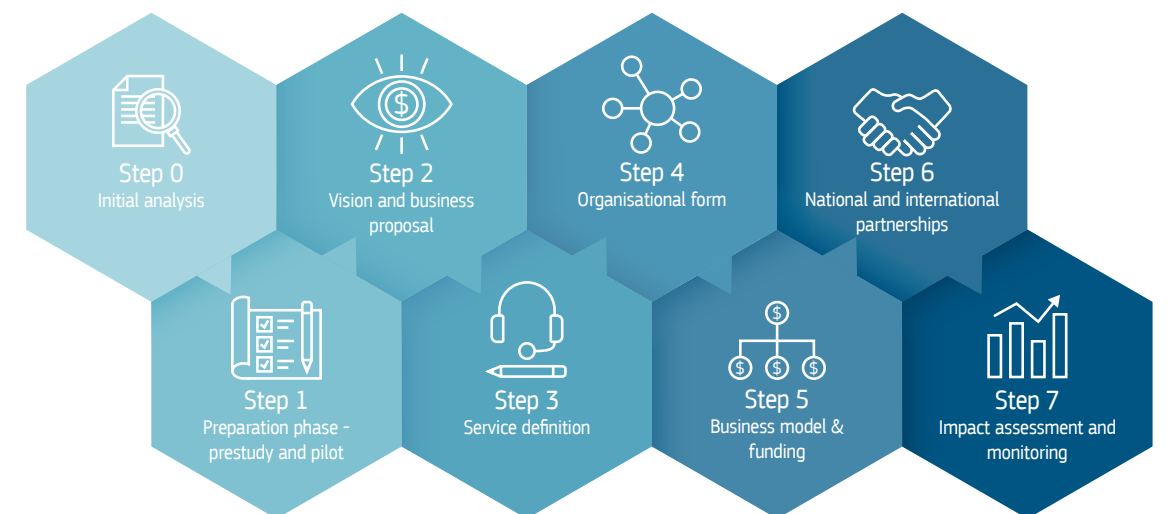 Step 0
Initial analysis
Step 1
Preparation phase -
prestudy and pilot
Step 2
Vision and business
proposal
$
Step 3
Service definition
Step 4
Organisational form
$
$ $ $
Step 5
Business model &
funding
Step 6
National and international
partnerships
Step 7
Impact assessment and
monitoring